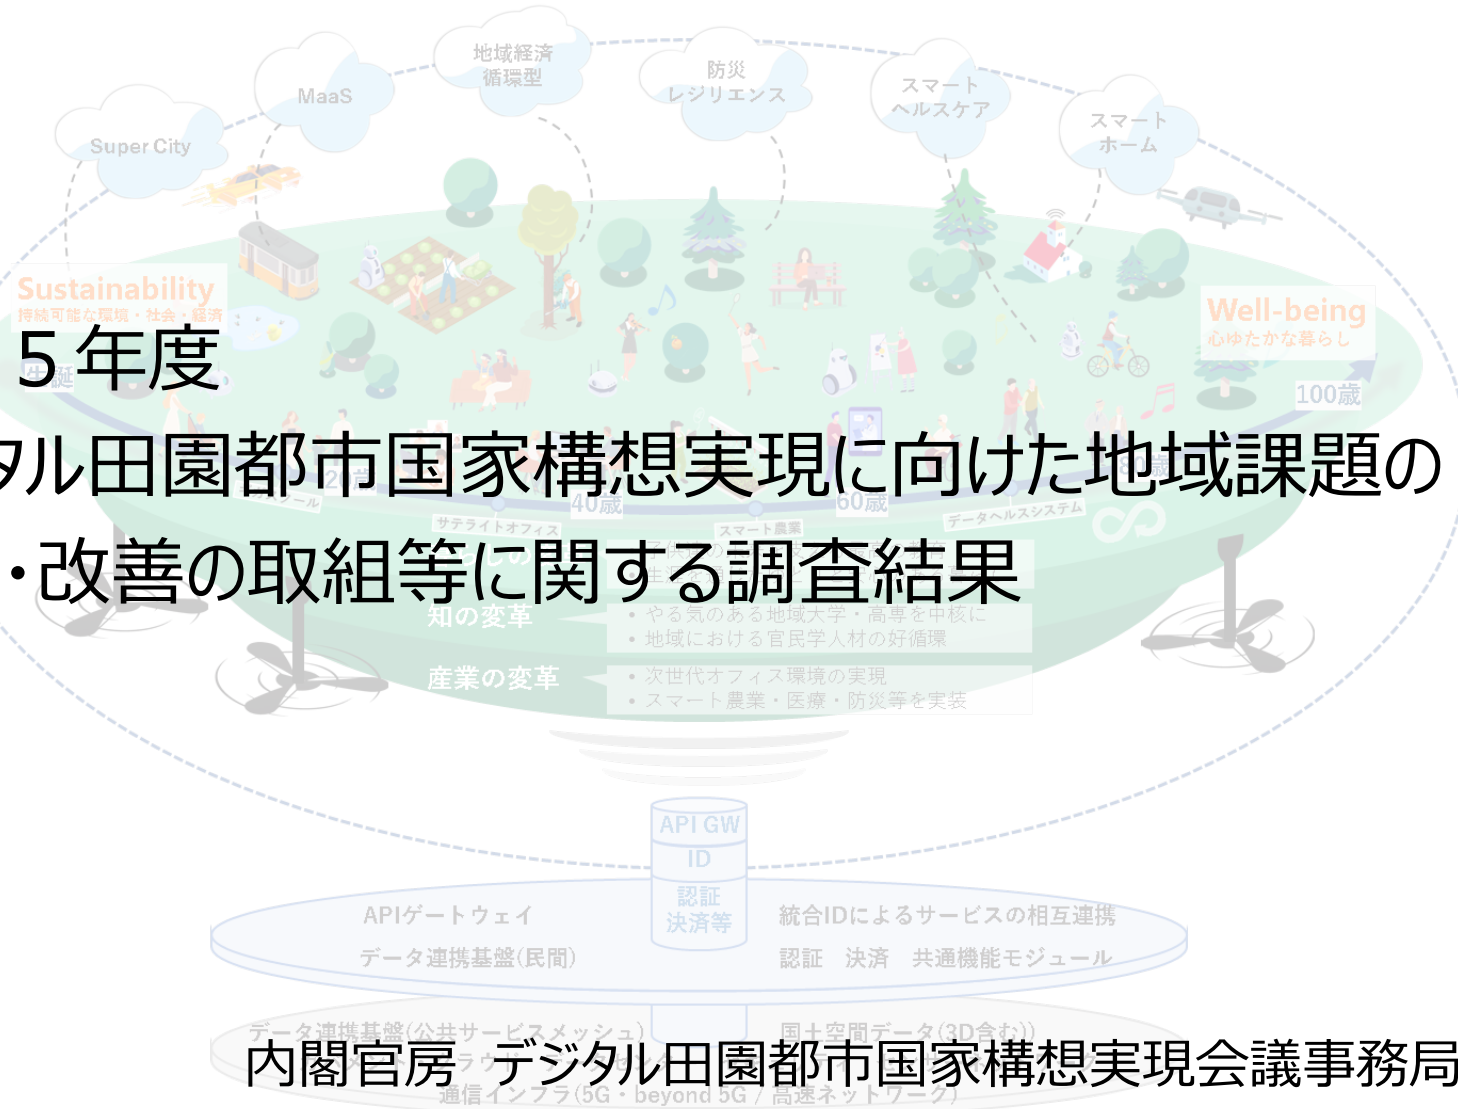 地域経済
循環型
防災
レジリエンス
MaaS
スマート
ヘルスケア
スマート
ホーム
Super City
Sustainability
持続可能な環境・社会・経済
Well-being
心ゆたかな暮らし
５年度
生誕
100歳
タル田園都市国家構想実現に向けた地域課題の
20歳
80歳
40歳
60歳
サテライトオフィス
スマート農業
データヘルスシステム
・改善の取組等に関する調査結果
知の変革
• やる気のある地域大学・高専を中核に
• 地域における官民学人材の好循環
産業の変革
• 次世代オフィス環境の実現
• スマート農業・医療・防災等を実装
API GW
ID
認証
決済等
APIゲートウェイ
統合IDによるサービスの相互連携
データ連携基盤(民間)
認証　決済　共通機能モジュール
データ連携基盤(公共サービスメッシュ)
国土空間データ(3D含む))
内閣官房　デジタル田園都市国家構想実現会議事務局
通信インフラ(5G・beyond 5G / 高速ネットワーク)